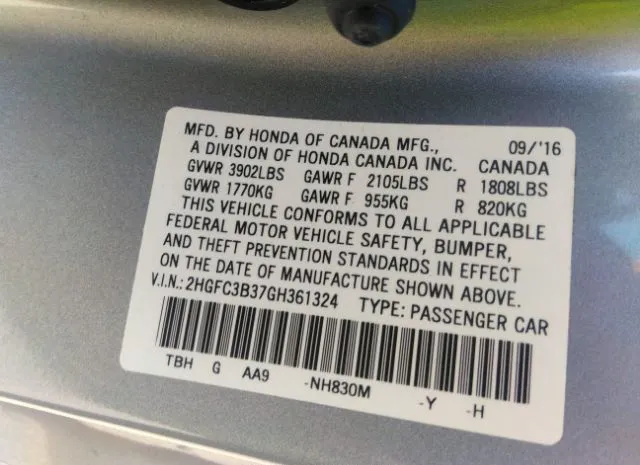 MFD. BY HONDA OF CANADA MFG., 09/'16
A DIVISION OF HONDA CANADA INC. CANADA
GVWR 3902LBS GAWR F 2105LBS R 1808LBS
GVWR 1770KG GAWR F 955KG R 820KG
THIS VEHICLE CONFORMS TO ALL APPLICABLE
FEDERAL MOTOR VEHICLE SAFETY, BUMPER,
AND THEFT PREVENTION STANDARDS IN EFFECT
ON THE DATE OF MANUFACTURE SHOWN ABOVE.
V.I.N.:2HGFC3B37GH361324 TYPE: PASSENGER CAR
TBH G AA9 -NH830M -Y -H